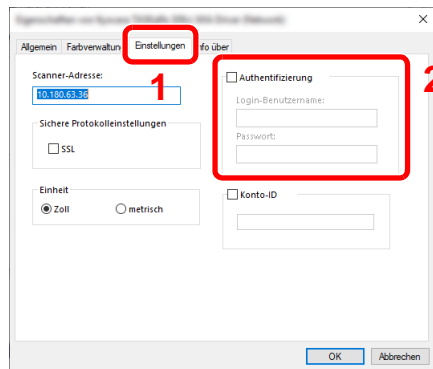 Allgemein Farbverwaltun Einstellungen nfo über
Scanner-Adresse:
10.180.63.36
1
Sichere Protokolleinstellungen
SSL
Einheit
Zoll metrisch
Authentifizierung
2
Login-Benutzername:
Passwort:
Konto-ID
OK Abbrechen